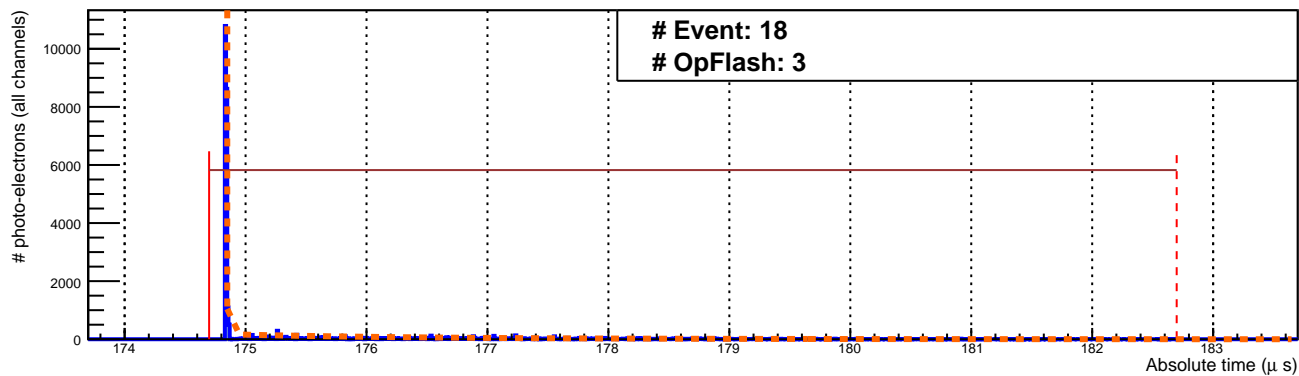 # Event: 18
# OpFlash: 3
# photo-electrons (all channels)
10000
8000
6000
4000
2000
0
174 175 176 177 178 179 180 181 182 183
Absolute time (μ s)